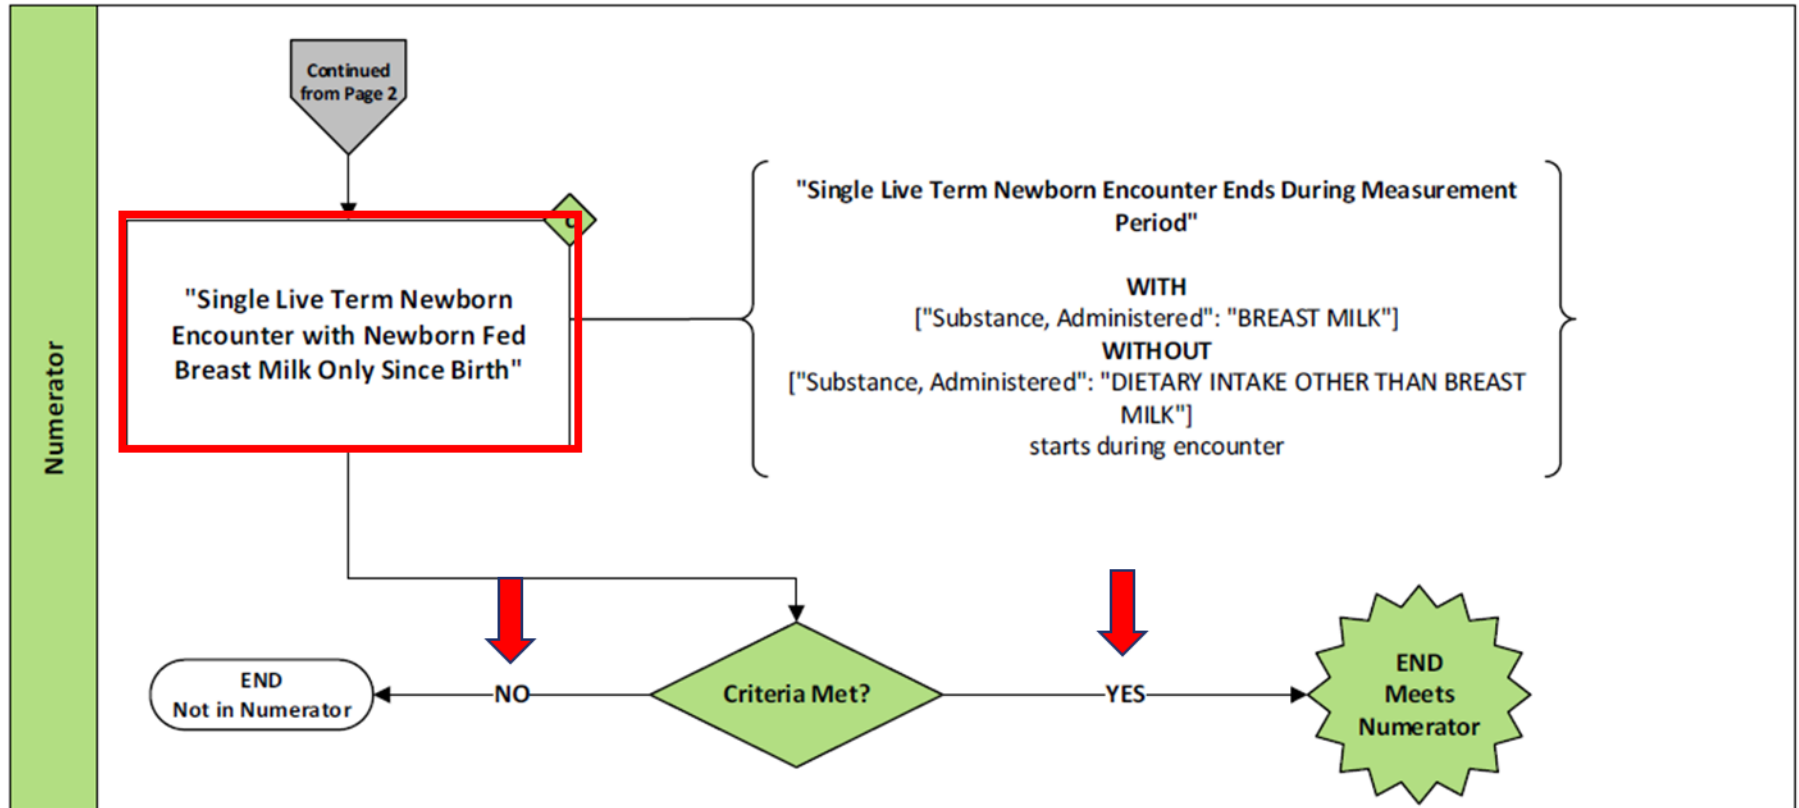 Numerator
Continued
from Page 2
"Single Live Term Newborn
Encounter with Newborn Fed
Breast Milk Only Since Birth"
"Single Live Term Newborn Encounter Ends During Measurement
Period"
WITH
["Substance, Administered": "BREAST MILK"]
WITHOUT
["Substance, Administered": "DIETARY INTAKE OTHER THAN BREAST
MILK"]
starts during encounter
END
Not in Numerator
NO
Criteria Met?
YES
END
Meets
Numerator